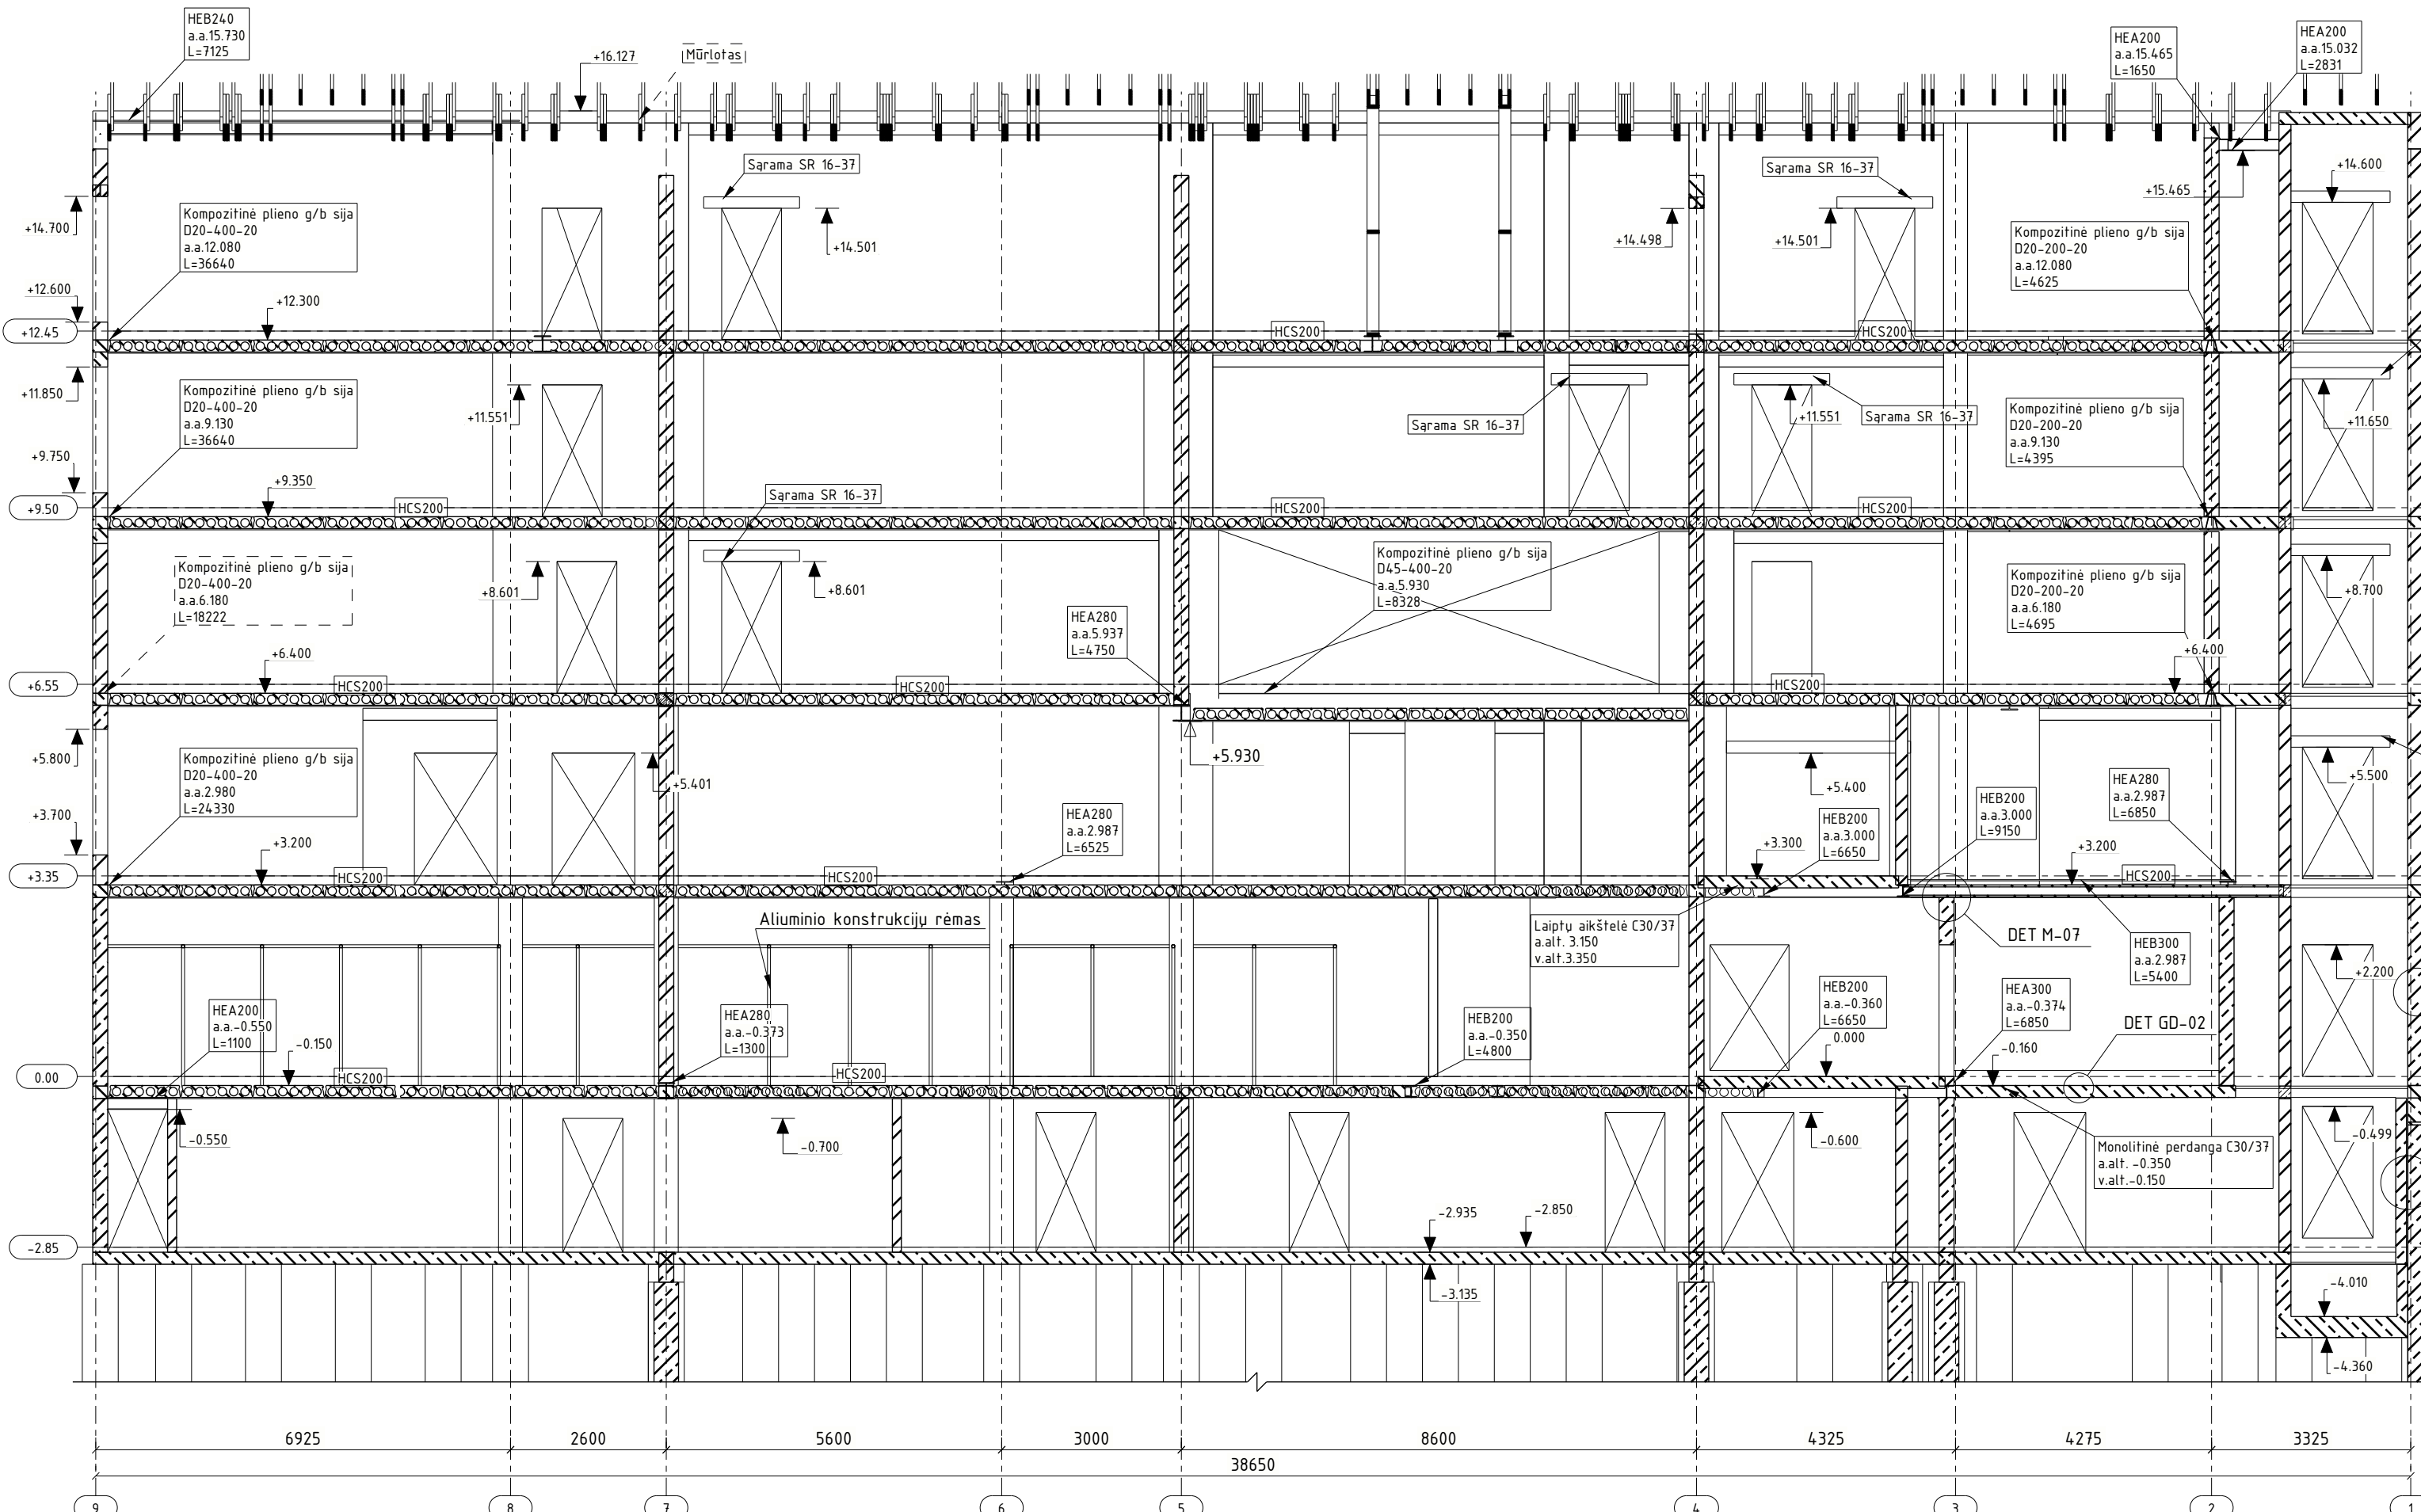 HEB240
a.a.15.730
L=7125
+16.127
Mūrlotas
HEA200
a.a.15.465
L=1650
HEA200
a.a.15.032
L=2831
Sąrama SR 16-37
Sąrama SR 16-37
+14.600
+15.465
+14.700
Kompozitinė plieno g/b sija
D20-400-20
a.a.12.080
L=36640
+14.501
+14.498
+14.501
Kompozitinė plieno g/b sija
D20-200-20
a.a.12.080
L=4625
+12.600
+12.300
+12.45
HCS200
HCS200
+11.850
Kompozitinė plieno g/b sija
D20-400-20
a.a.9.130
L=36640
+11.551
Sąrama SR 16-37
+11.551
Sąrama SR 16-37
Kompozitinė plieno g/b sija
D20-200-20
a.a.9.130
L=4395
+11.650
+9.750
+9.350
Sąrama SR 16-37
+9.50
HCS200
HCS200
HCS200
Kompozitinė plieno g/b sija
D20-400-20
a.a.6.180
L=18222
+8.601
+8.601
HEA280
a.a.5.937
L=4750
Kompozitinė plieno g/b sija
D45-400-20
a.a.5.930
L=8328
Kompozitinė plieno g/b sija
D20-200-20
a.a.6.180
L=4695
+8.700
+6.400
+6.400
+6.55
HCS200
HCS200
HCS200
+5.800
Kompozitinė plieno g/b sija
D20-400-20
a.a.2.980
L=24330
+5.401
+5.930
+5.400
+5.500
HEA280
a.a.2.987
L=6525
HEB200
a.a.3.000
L=6650
HEB200
a.a.3.000
L=9150
HEA280
a.a.2.987
L=6850
+3.700
+3.200
+3.300
+3.200
+3.35
HCS200
HCS200
HCS200
Aliuminio konstrukcijų rėmas
Laiptų aikštelė C30/37
a.alt. 3.150
v.alt.3.350
DET M-07
HEB300
a.a.2.987
L=5400
+2.200
HEA200
a.a.-0.550
L=1100
-0.150
HEA280
a.a.-0.373
L=1300
HEB200
a.a.-0.350
L=4800
HEB200
a.a.-0.360
L=6650
0.000
HEA300
a.a.-0.374
L=6850
-0.160
DET GD-02
0.00
HCS200
HCS200
-0.550
-0.700
-0.600
Monolitinė perdanga C30/37
a.alt. -0.350
v.alt.-0.150
-0.499
-2.935
-2.850
-2.85
-3.135
-4.010
-4.360
6925
2600
5600
3000
8600
4325
4275
3325
38650
9
8
7
6
5
4
3
2
1